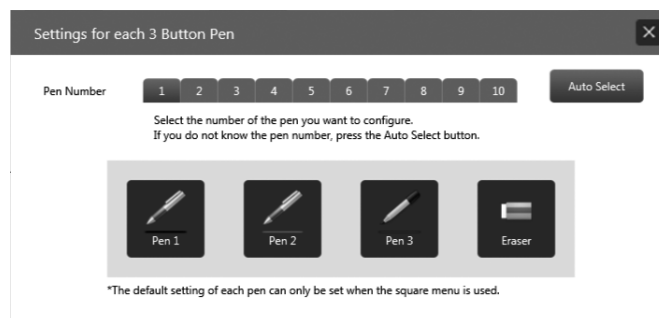 Settings for each 3 Button Pen
Pen Number 1 2 3 4 5 6 7 8 9 10 Auto Select
Select the number of the pen you want to configure.
If you do not know the pen number, press the Auto Select button.
Pen 1 Pen 2 Pen 3 Eraser
*The default setting of each pen can only be set when the square menu is used.